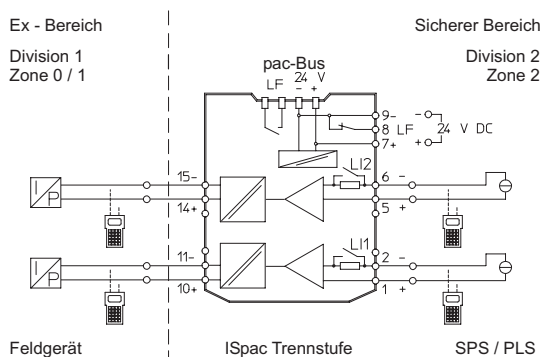 Ex - Bereich
Sicherer Bereich
Division 1
Zone 0 / 1
Division 2
Zone 2
pac-Bus
LF 24 V
- +
9-
- 
8 LF
24 V DC
7+
+
LI2
15-
6 -
I
P
14+
5 +
LI1
11-
2 -
I
P
10+
1 +
Feldgerät
ISpac Trennstufe
SPS / PLS